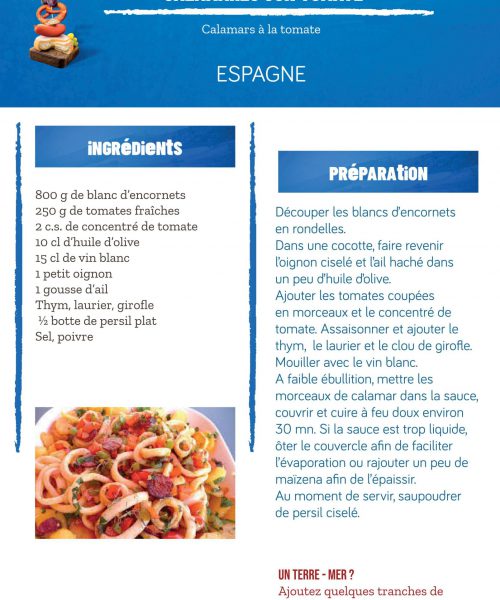 Calamars à la tomate
ESPAGNE
ingrédients
800 g de blanc d'encornets
250 g de tomates fraîches
2 c.s. de concentré de tomate
10 cl d'huile d'olive
15 cl de vin blanc
1 petit oignon
1 gousse d'ail
Thym, laurier, girofle
½ botte de persil plat
Sel, poivre
Préparation
Découper les blancs d'encornets
en rondelles.
Dans une cocotte, faire revenir
l'oignon ciselé et l'ail haché dans
un peu d'huile d'olive.
Ajouter les tomates coupées
en morceaux et le concentré de
tomate. Assaisonner et ajouter le
thym, le laurier et le clou de girofle.
Mouiller avec le vin blanc.
A faible ébullition, mettre les
morceaux de calamar dans la sauce,
couvrir et cuire à feu doux environ
30 mn. Si la sauce est trop liquide,
ôter le couvercle afin de faciliter
l'évaporation ou rajouter un peu de
maïzena afin de l'épaissir.
Au moment de servir, saupoudrer
de persil ciselé.
UN TERRE - MER ?
Ajoutez quelques tranches de